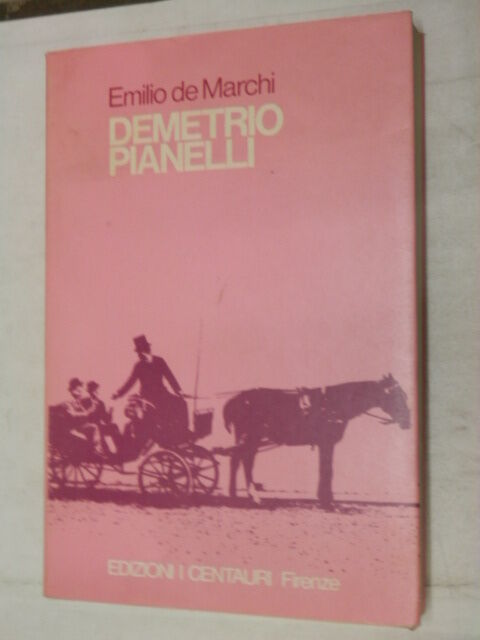 Emilio de Marchi
DEMETRIO
PIANELLI
EDIZIONI I CENTAURI Firenze